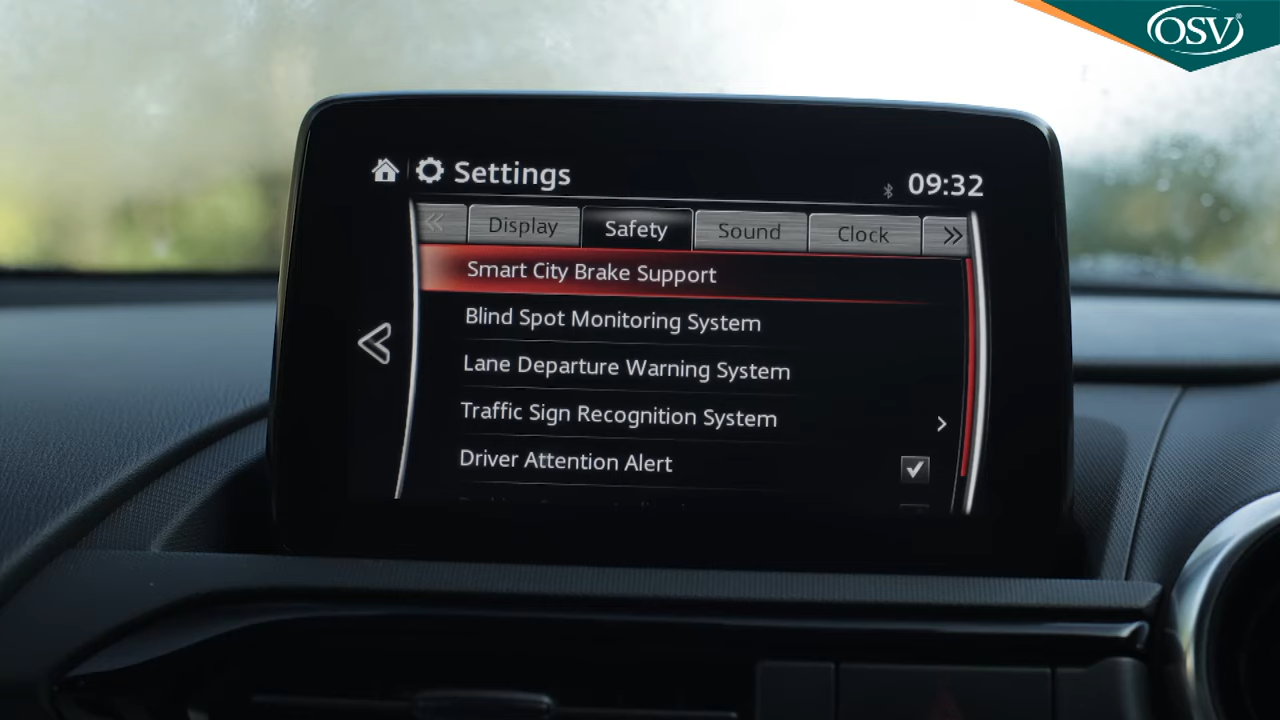 OSV
Settings
09:32
Display
Safety
Sound
Clock
Smart City Brake Support
Blind Spot Monitoring System
Lane Departure Warning System
Traffic Sign Recognition System
Driver Attention Alert